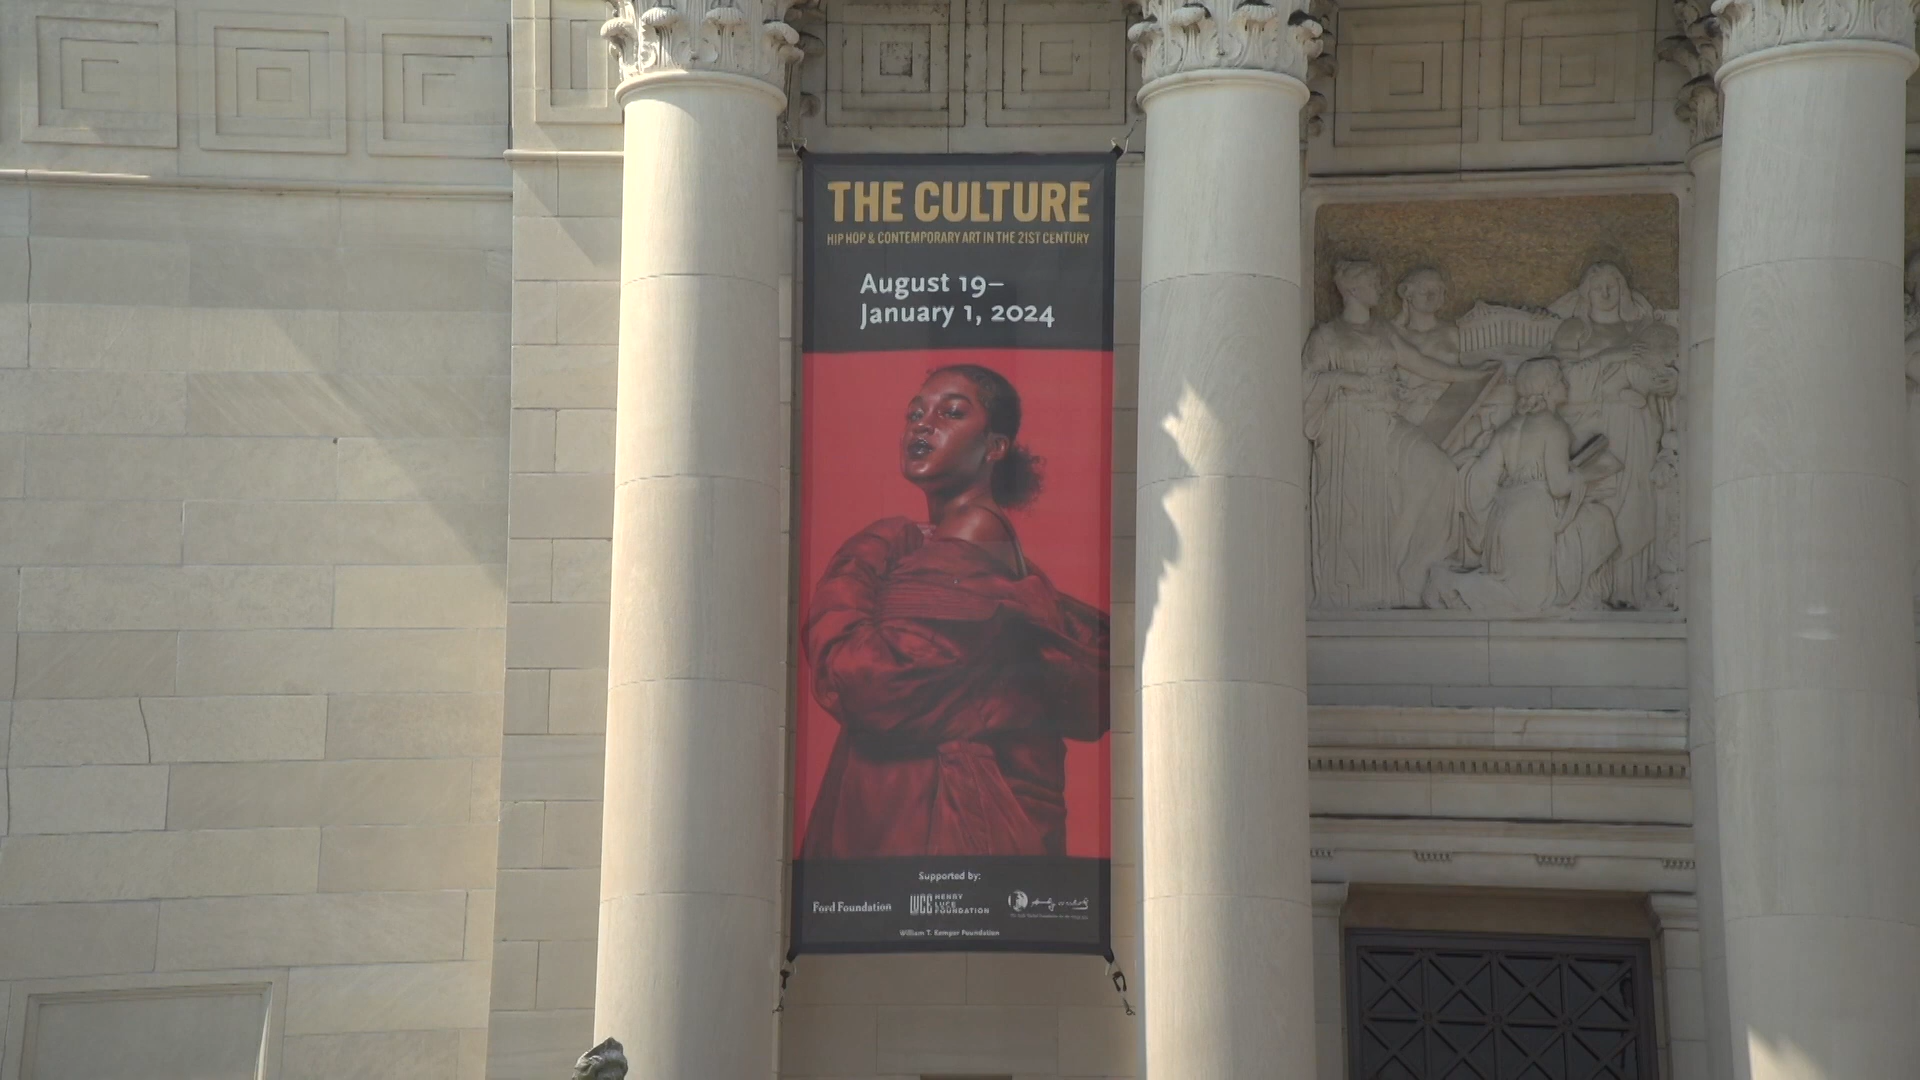 THE CULTURE
HIP HOP & CONTEMPORARY ART IN THE 21ST CENTURY
August 19–
January 1, 2024
Supported by:
Ford Foundation
LUCE HENRY
LUCE
FOUNDATION
William T. Kemper Foundation